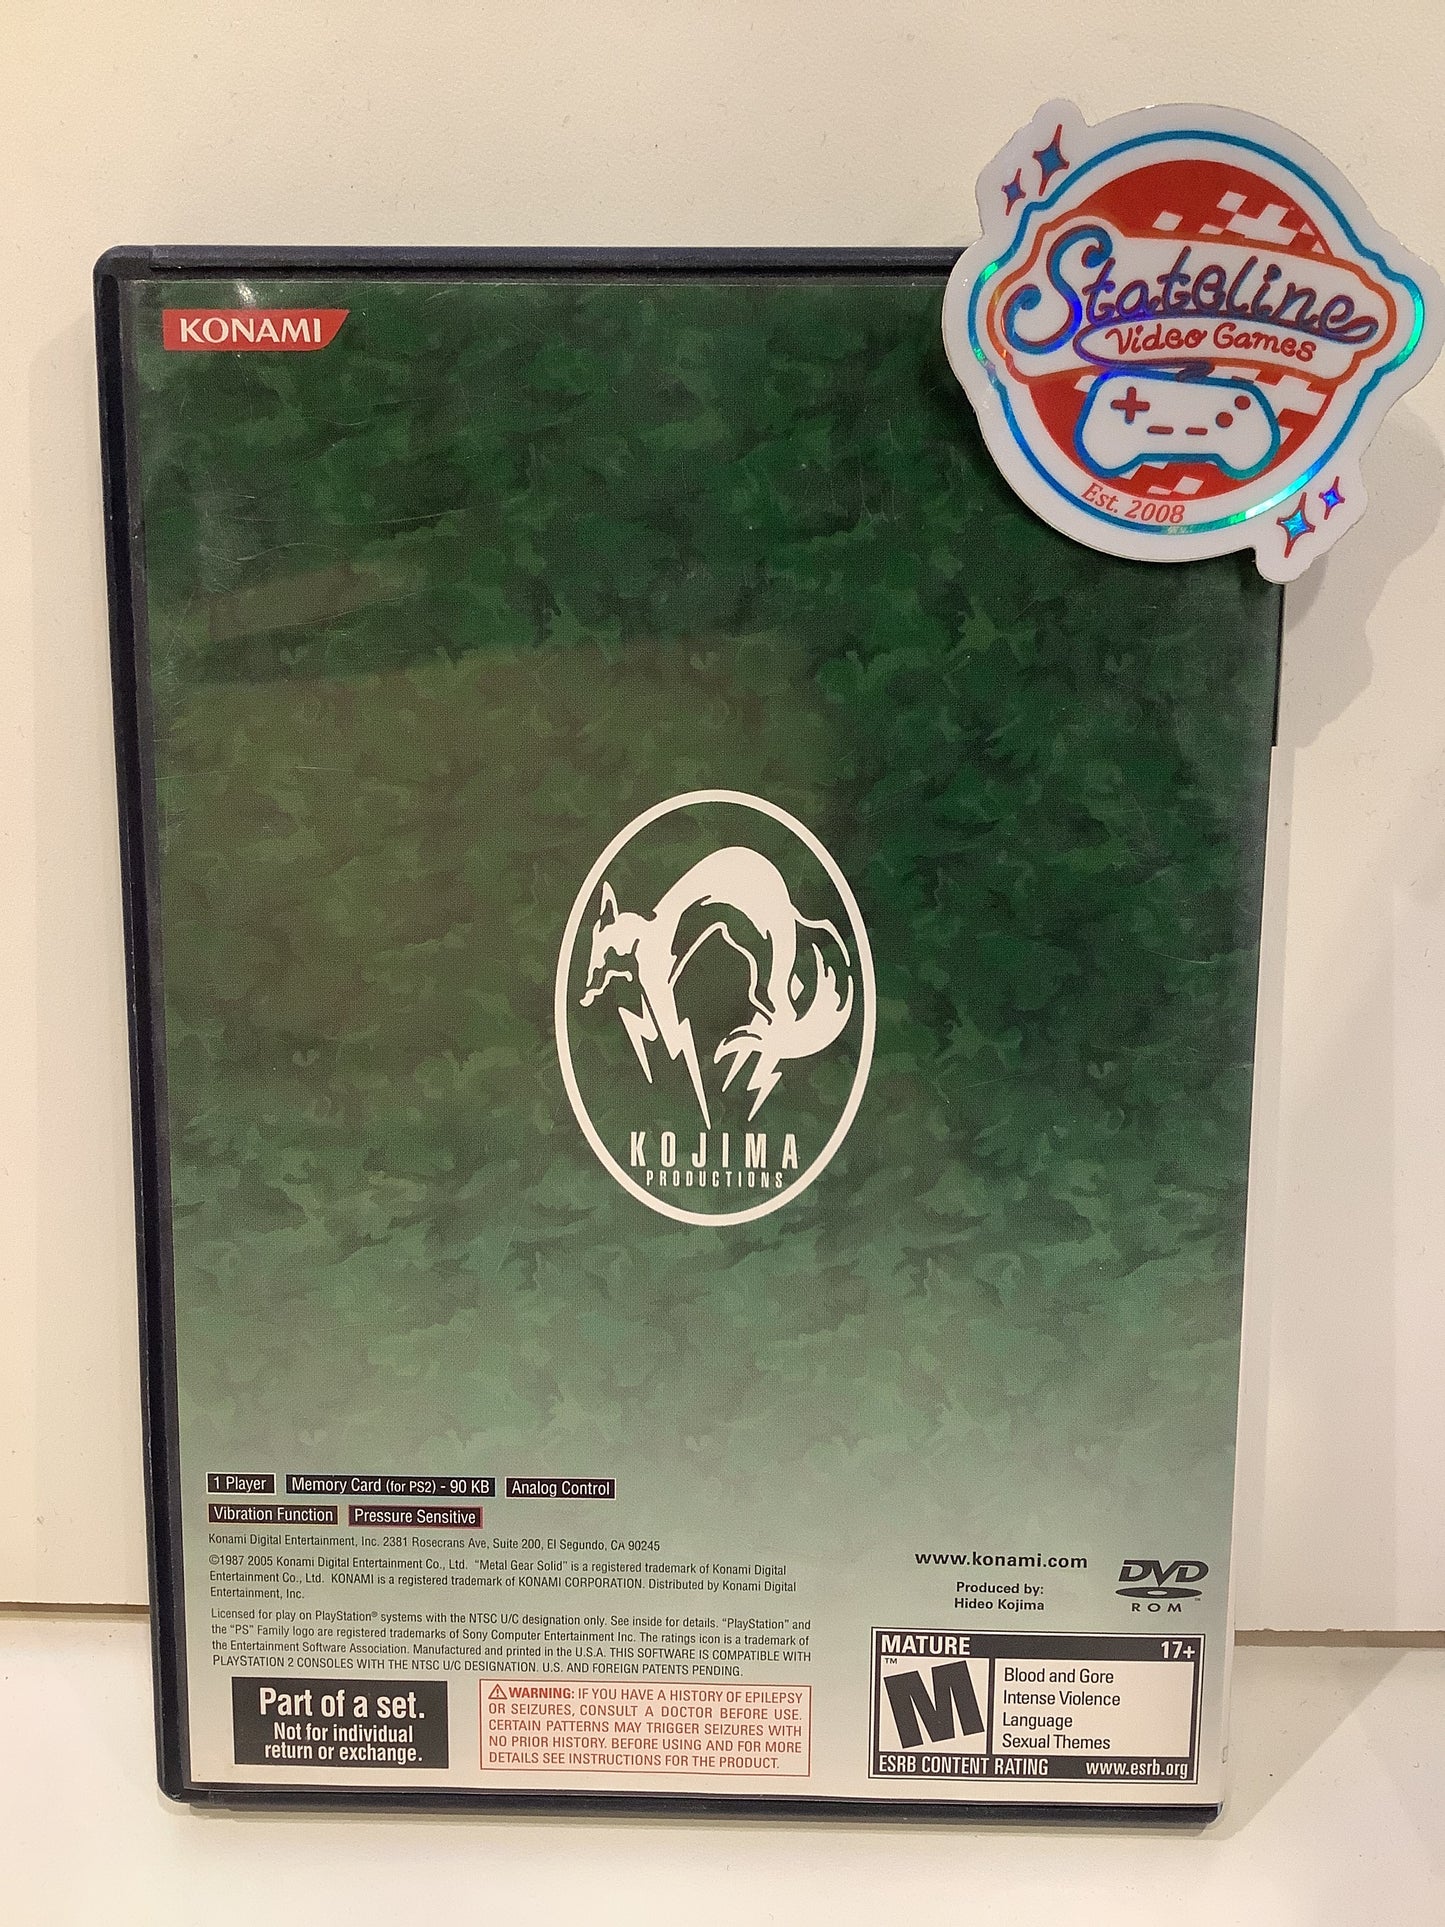 KONAMI
Stateline
Video Games
Est. 2008
KOJIMA
PRODUCTIONS
1 Player Memory Card (for PS2) - 90 KB Analog Control
Vibration Function Pressure Sensitive
Konami Digital Entertainment, Inc. 2381 Rosecrans Ave, Suite 200, El Segundo, CA 90245
©1987 2005 Konami Digital Entertainment Co., Ltd. "Metal Gear Solid" is a registered trademark of Konami Digital
Entertainment Co., Ltd. KONAMI is a registered trademark of KONAMI CORPORATION. Distributed by Konami Digital
Entertainment, Inc.
Licensed for play on PlayStation® systems with the NTSC U/C designation only. See inside for details. "PlayStation" and
the "PS" Family logo are registered trademarks of Sony Computer Entertainment Inc. The ratings icon is a trademark of
the Entertainment Software Association. Manufactured and printed in the U.S.A. THIS SOFTWARE IS COMPATIBLE WITH
PLAYSTATION 2 CONSOLES WITH THE NTSC U/C DESIGNATION. U.S. AND FOREIGN PATENTS PENDING.
www.konami.com
Produced by:
Hideo Kojima
DVD
ROM
Part of a set.
Not for individual
return or exchange.
WARNING: IF YOU HAVE A HISTORY OF EPILEPSY
OR SEIZURES, CONSULT A DOCTOR BEFORE USE.
CERTAIN PATTERNS MAY TRIGGER SEIZURES WITH
NO PRIOR HISTORY. BEFORE USING AND FOR MORE
DETAILS SEE INSTRUCTIONS FOR THE PRODUCT.
MATURE 17+
TM
M
Blood and Gore
Intense Violence
Language
Sexual Themes
ESRB CONTENT RATING www.esrb.org